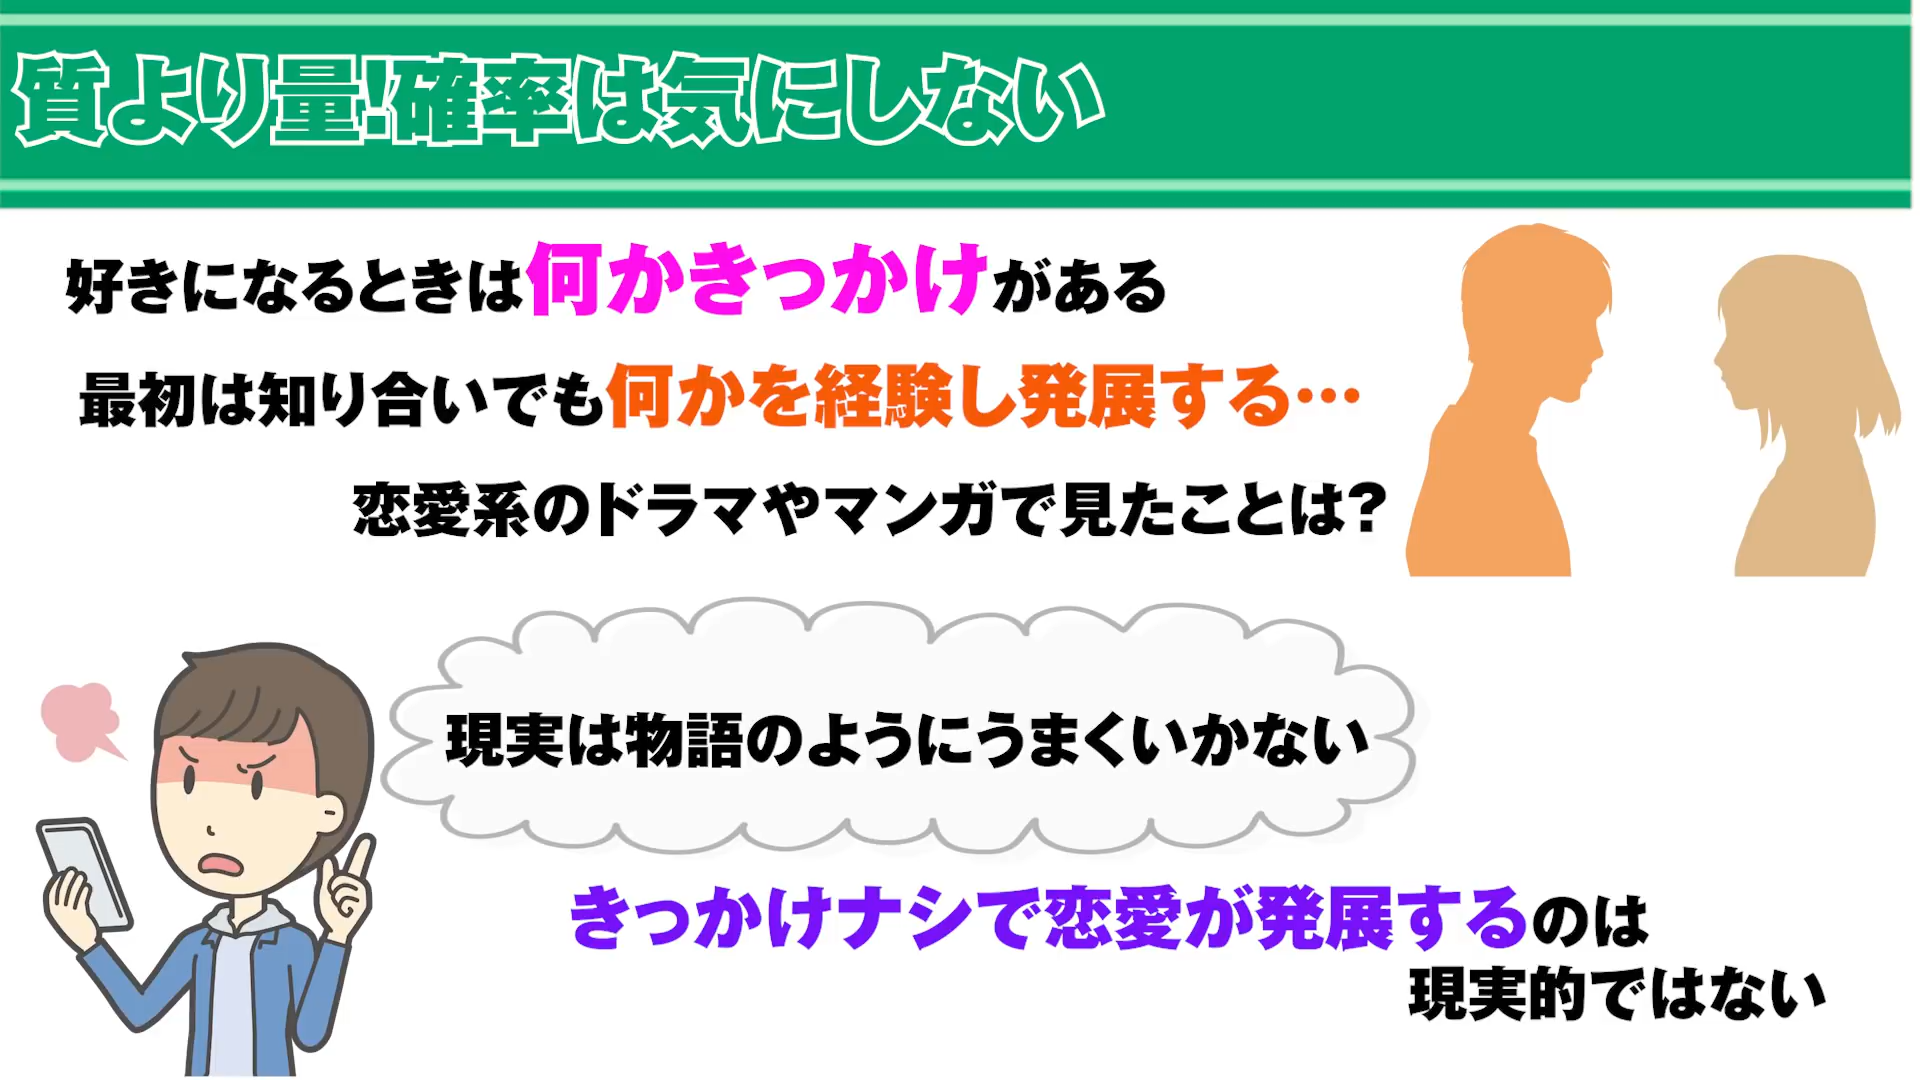 質より量!確率は気にしない
好きになるときは何かきっかけがある
最初は知り合いでも何かを経験し発展する…
恋愛系のドラマやマンガで見たことは?
現実は物語のようにうまくいかない
きっかけナシで恋愛が発展するのは
現実的ではない